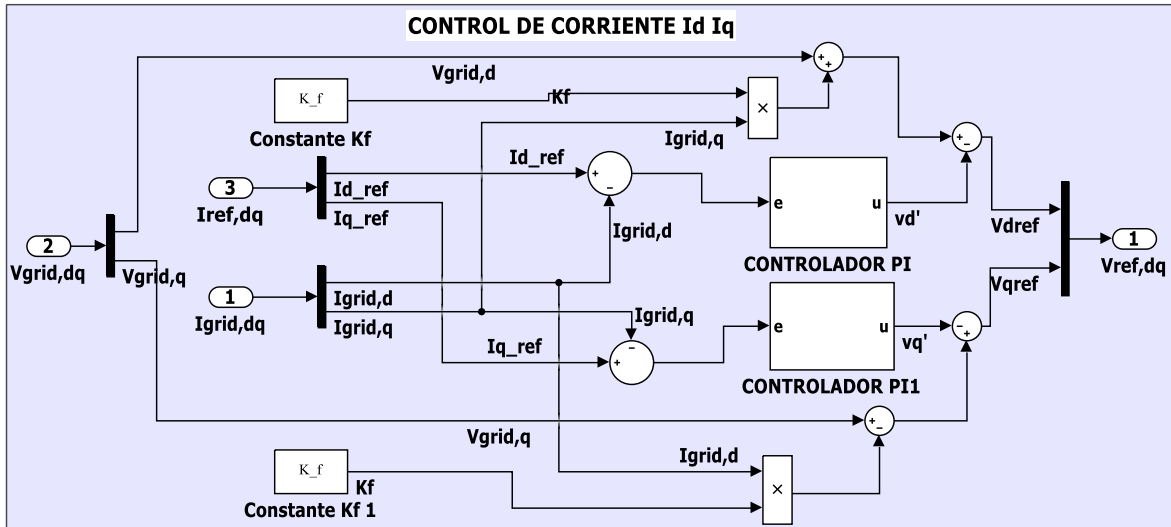 CONTROL DE CORRIENTE Id Iq
Vgrid,d
K_f
Kf
Constante Kf
×
Igrid,q
+
+
Id_ref
+
−
+
−
3
Iref,dq
Id_ref
Iq_ref
e
u
vd'
Vdref
Igrid,d
CONTROLADOR PI
2
Vgrid,dq
Vgrid,q
1
Vref,dq
1
Igrid,dq
Igrid,d
Igrid,q
Igrid,q
Vqref
−
+
Iq_ref
e
u
vq'
−
+
CONTROLADOR PI1
Vgrid,q
+
−
Igrid,d
K_f
Kf
Constante Kf 1
×